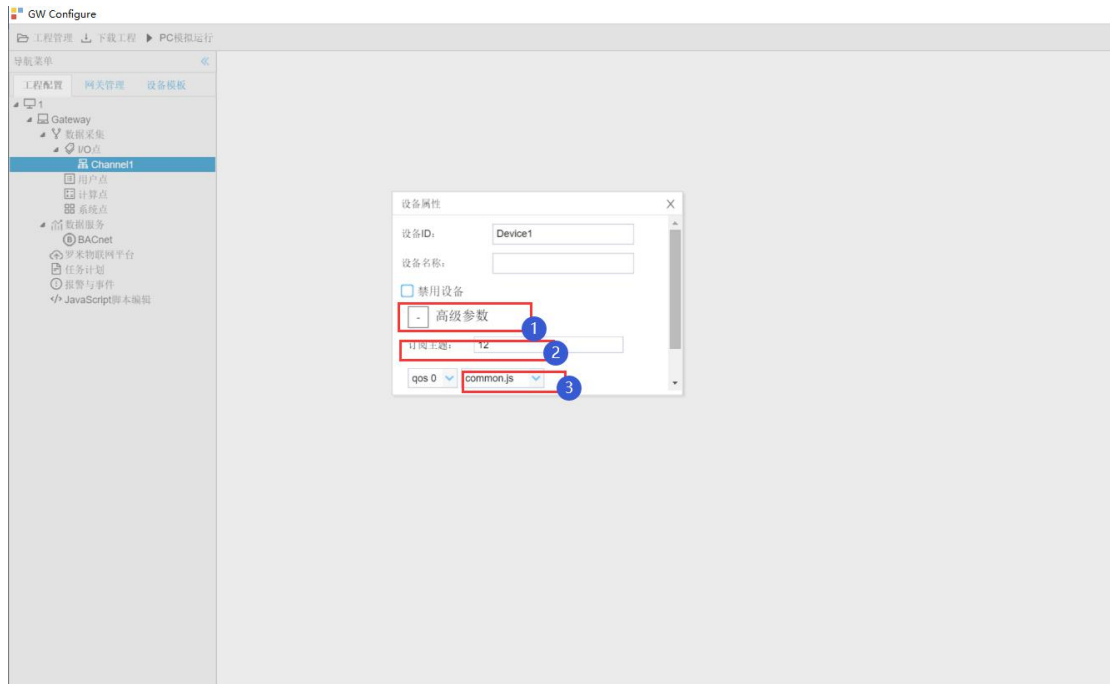 GW Configure
工程管理 下载工程 PC模拟运行
导航菜单
工程配置 网关管理 设备模板
1
Gateway
数据采集
I/O点
Channel1
用户点
计算点
系统点
数据服务
BACnet
罗米物联网平台
任务计划
报警与事件
JavaScript脚本编辑
设备属性 X
设备ID： Device1
设备名称：
禁用设备
- 高级参数
1
订阅主题： 12
2
qos 0 common.js
3